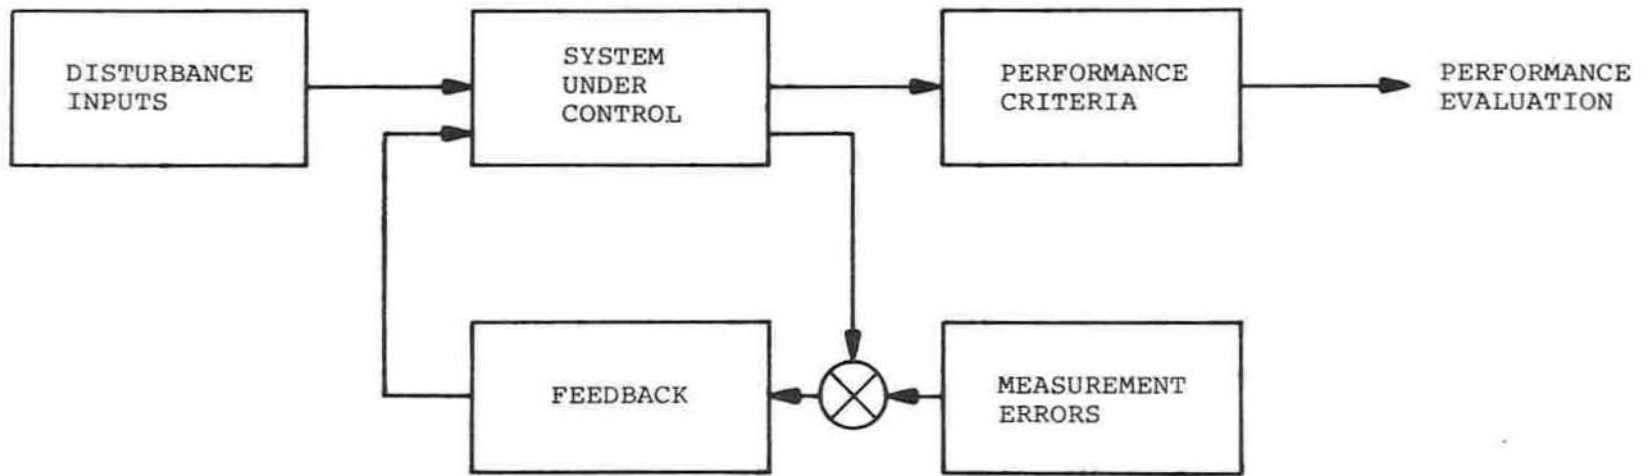 DISTURBANCE
INPUTS
SYSTEM
UNDER
CONTROL
PERFORMANCE
CRITERIA
PERFORMANCE
EVALUATION
FEEDBACK
MEASUREMENT
ERRORS